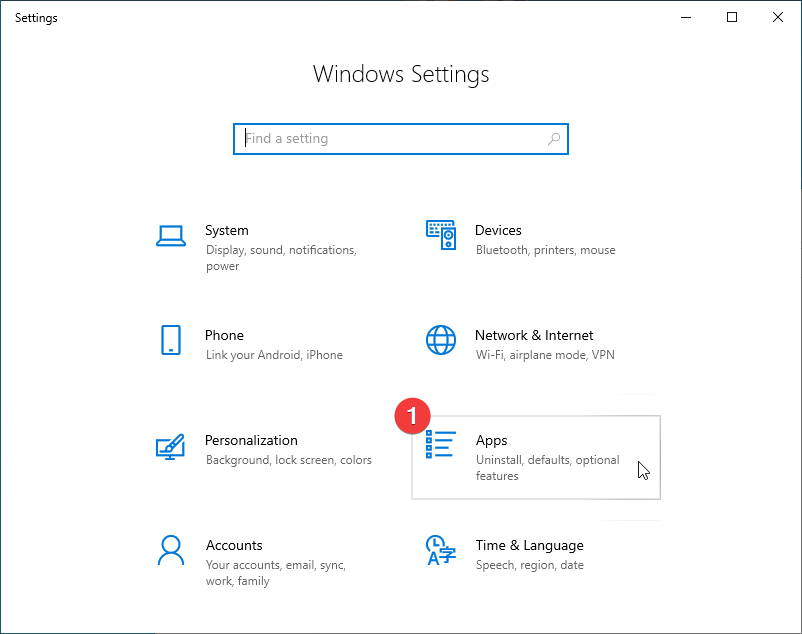 Settings
Windows Settings
Find a setting
System
Display, sound, notifications,
power
Devices
Bluetooth, printers, mouse
Phone
Link your Android, iPhone
Network & Internet
Wi-Fi, airplane mode, VPN
Personalization
Background, lock screen, colors
1
Apps
Uninstall, defaults, optional
features
Accounts
Your accounts, email, sync,
work, family
Time & Language
Speech, region, date